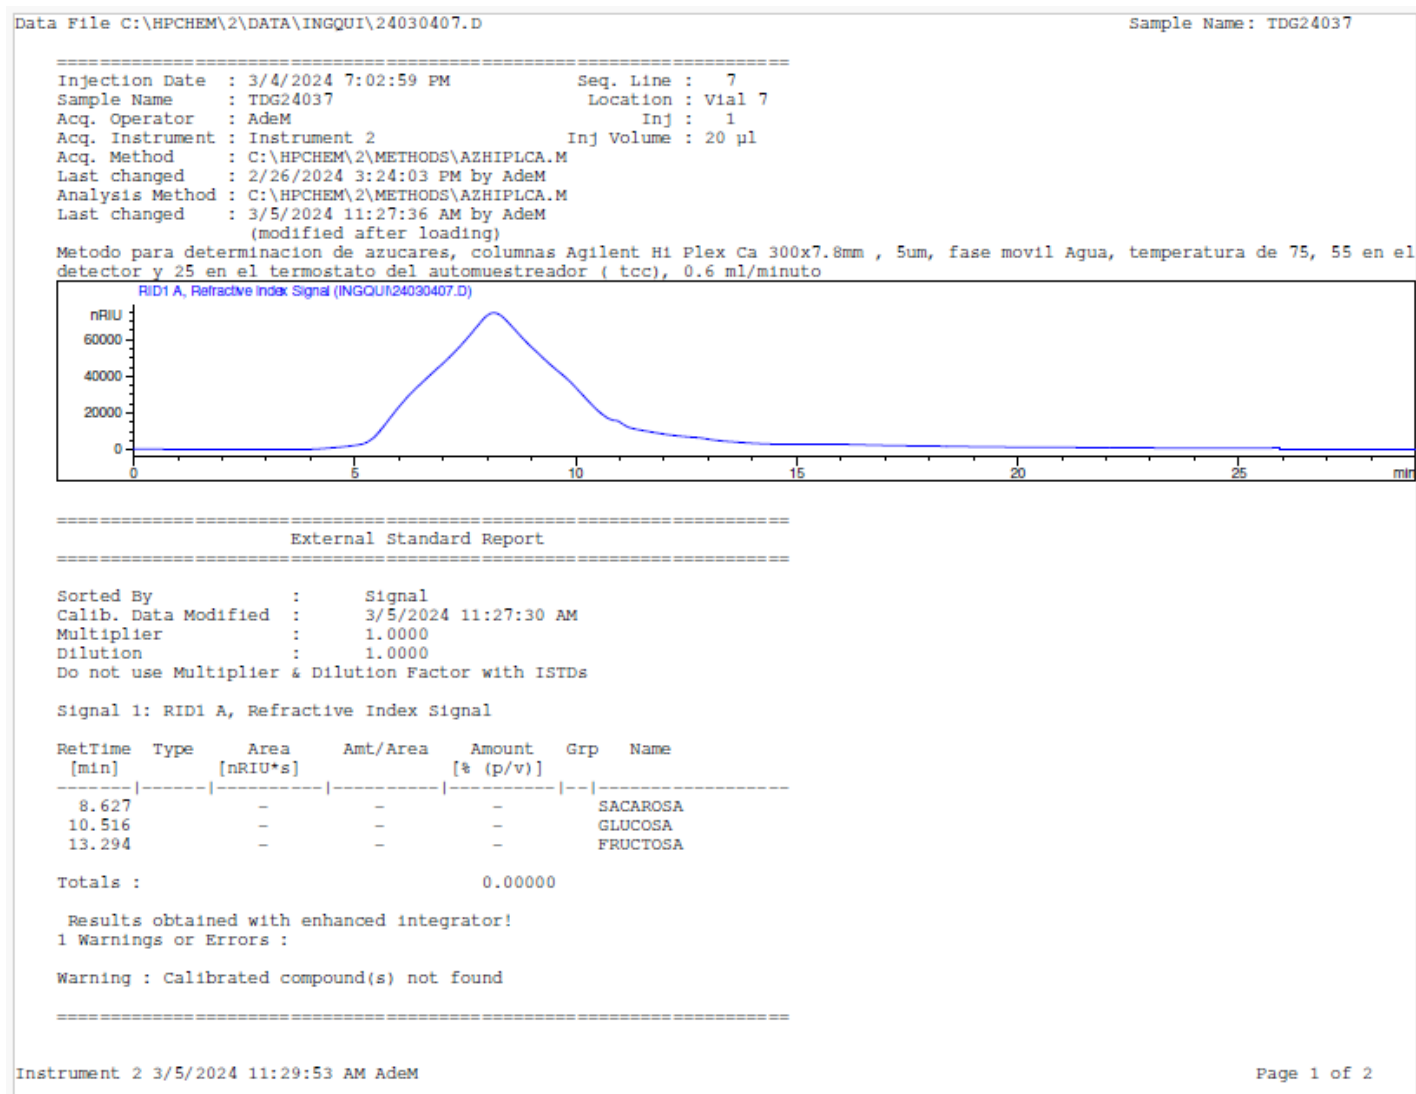 Data File C:\HPCHEM\2\DATA\INGQUI\24030407.D Sample Name: TDG24037
====================================================================
Injection Date : 3/4/2024 7:02:59 PM Seq. Line : 7
Sample Name : TDG24037 Location : Vial 7
Acq. Operator : AdeM Inj : 1
Acq. Instrument : Instrument 2 Inj Volume : 20 µl
Acq. Method : C:\HPCHEM\2\METHODS\AZHIPLCA.M
Last changed : 2/26/2024 3:24:03 PM by AdeM
Analysis Method : C:\HPCHEM\2\METHODS\AZHIPLCA.M
Last changed : 3/5/2024 11:27:36 AM by AdeM
(modified after loading)
Metodo para determinacion de azucares, columnas Agilent Hi Plex Ca 300x7.8mm , 5um, fase movil Agua, temperatura de 75, 55 en el
detector y 25 en el termostato del automuestreador ( tcc), 0.6 ml/minuto
RID1 A, Refractive Index Signal (INGQUI\24030407.D)
nRIU
60000
40000
20000
0
0 5 10 15 20 25 min
====================================================================
External Standard Report
====================================================================
Sorted By : Signal
Calib. Data Modified : 3/5/2024 11:27:30 AM
Multiplier : 1.0000
Dilution : 1.0000
Do not use Multiplier & Dilution Factor with ISTDs
Signal 1: RID1 A, Refractive Index Signal
RetTime Type Area Amt/Area Amount Grp Name
[min] [nRIU*s] [% (p/v)]
-------|------|----------|----------|----------|--|------------------
8.627 - - - SACAROSA
10.516 - - - GLUCOSA
13.294 - - - FRUCTOSA
Totals : 0.00000
Results obtained with enhanced integrator!
1 Warnings or Errors :
Warning : Calibrated compound(s) not found
====================================================================
Instrument 2 3/5/2024 11:29:53 AM AdeM Page 1 of 2